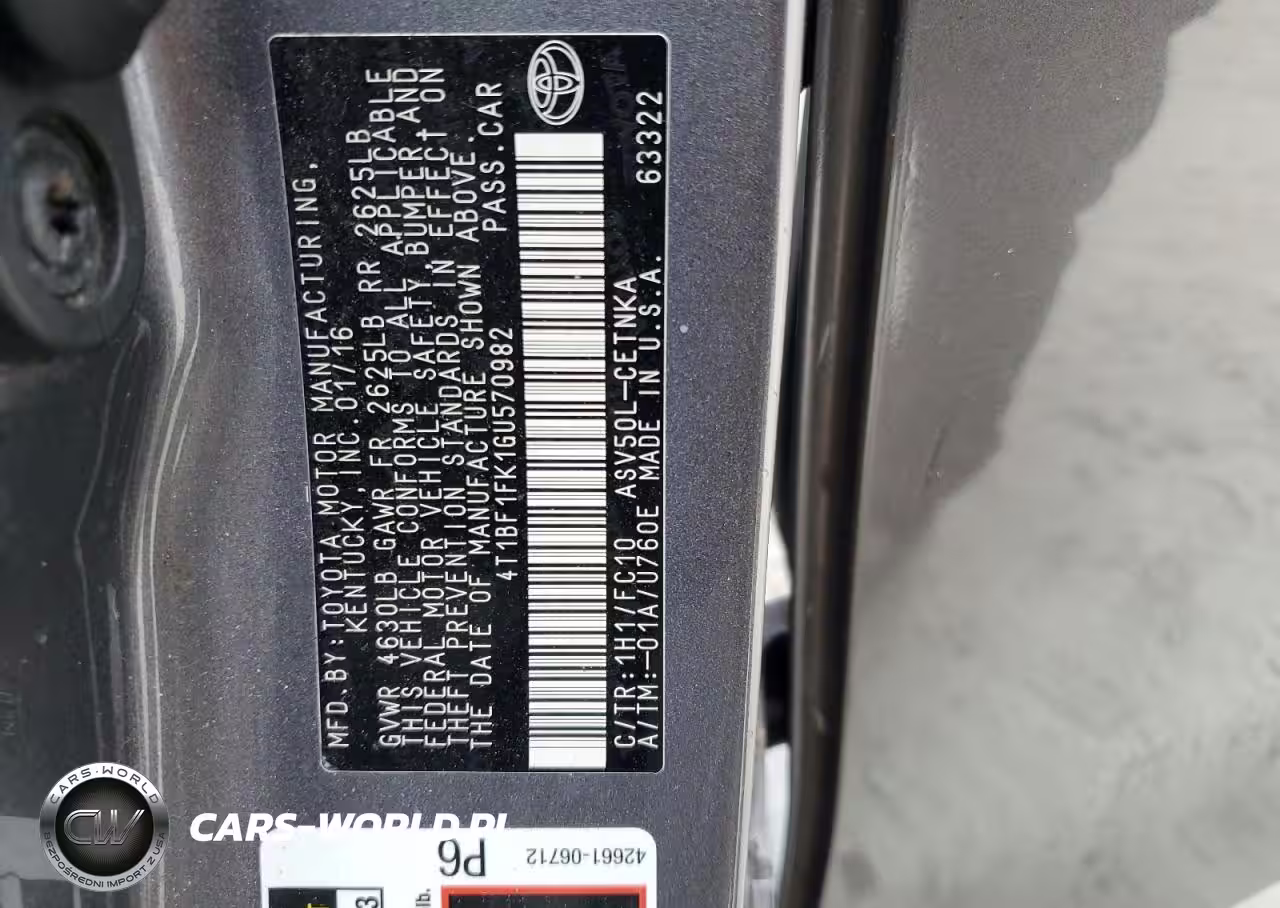 MFD. BY: TOYOTA MOTOR MANUFACTURING,
KENTUCKY, INC. 01/16
GVWR 4630LB GAWR FR 2625LB RR 2625LB
THIS VEHICLE CONFORMS TO ALL APPLICABLE
FEDERAL MOTOR VEHICLE SAFETY, BUMPER, AND
THEFT PREVENTION STANDARDS IN EFFECT ON
THE DATE OF MANUFACTURE SHOWN ABOVE.
4T1BF1FK1GU570982 PASS. CAR
C/TR: 1H1/FC10 ASV50L-CETNKA
A/TM: -01A/U760E MADE IN U.S.A. 63322
CARS-WORLD
CW
BEZPOŚREDNI IMPORT Z USA
CARS-WORLD.PL
42661-06712
P6
lb.
3